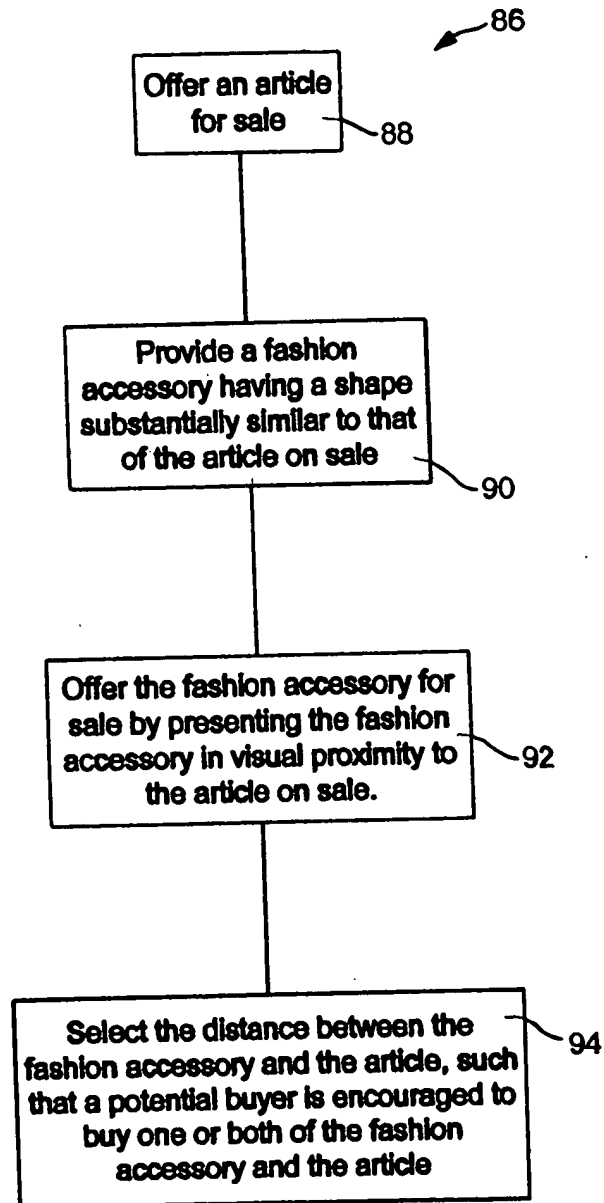 86
Offer an article
for sale
88
Provide a fashion
accessory having a shape
substantially similar to that
of the article on sale
90
Offer the fashion accessory for
sale by presenting the fashion
accessory in visual proximity to
the article on sale.
92
Select the distance between the
fashion accessory and the article, such
that a potential buyer is encouraged to
buy one or both of the fashion
accessory and the article
94